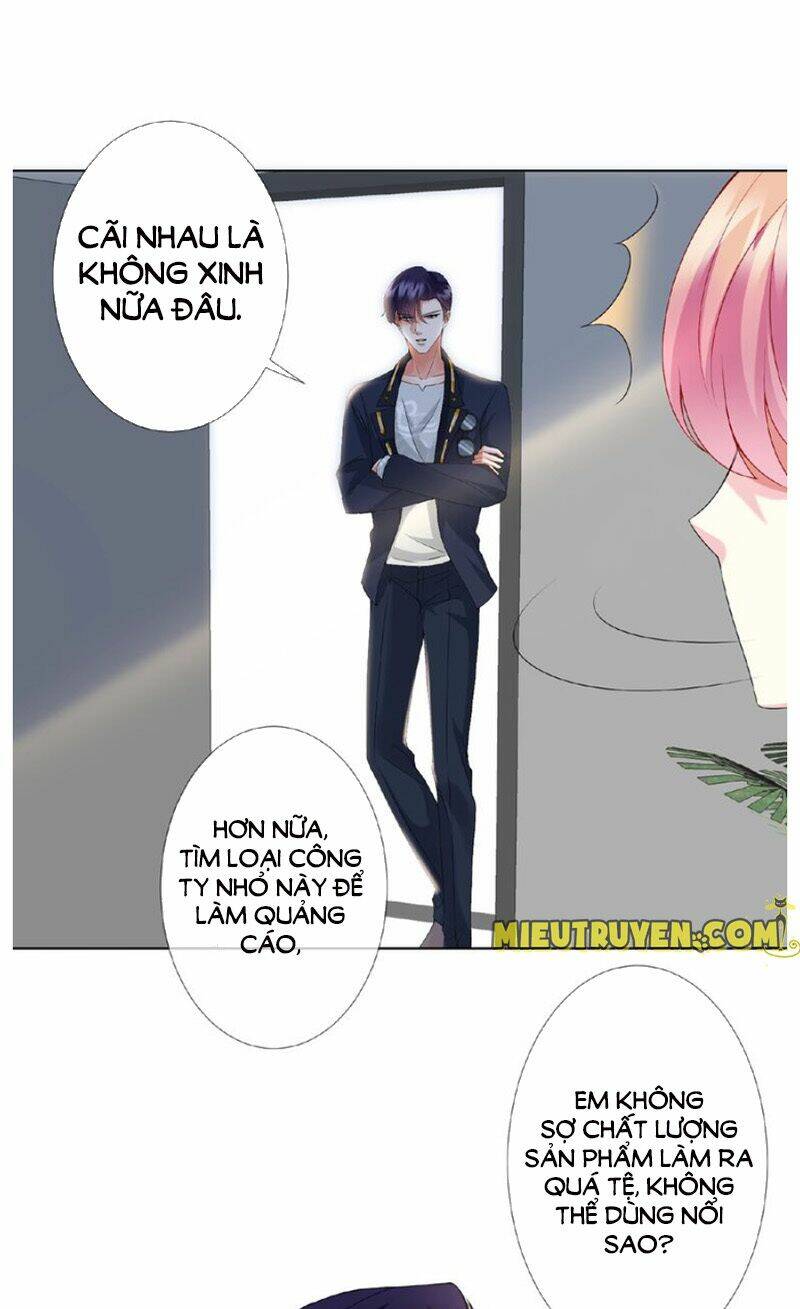 CÃI NHAU LÀ
KHÔNG XINH
NỮA ĐÂU.
HƠN NỮA,
TÌM LOẠI CÔNG
TY NHỎ NÀY ĐỂ
LÀM QUẢNG
CÁO,
MIEUTRUYEN.COM
EM KHÔNG
SỢ CHẤT LƯỢNG
SẢN PHẨM LÀM RA
QUÁ TỆ, KHÔNG
THỂ DÙNG NỔI
SAO?